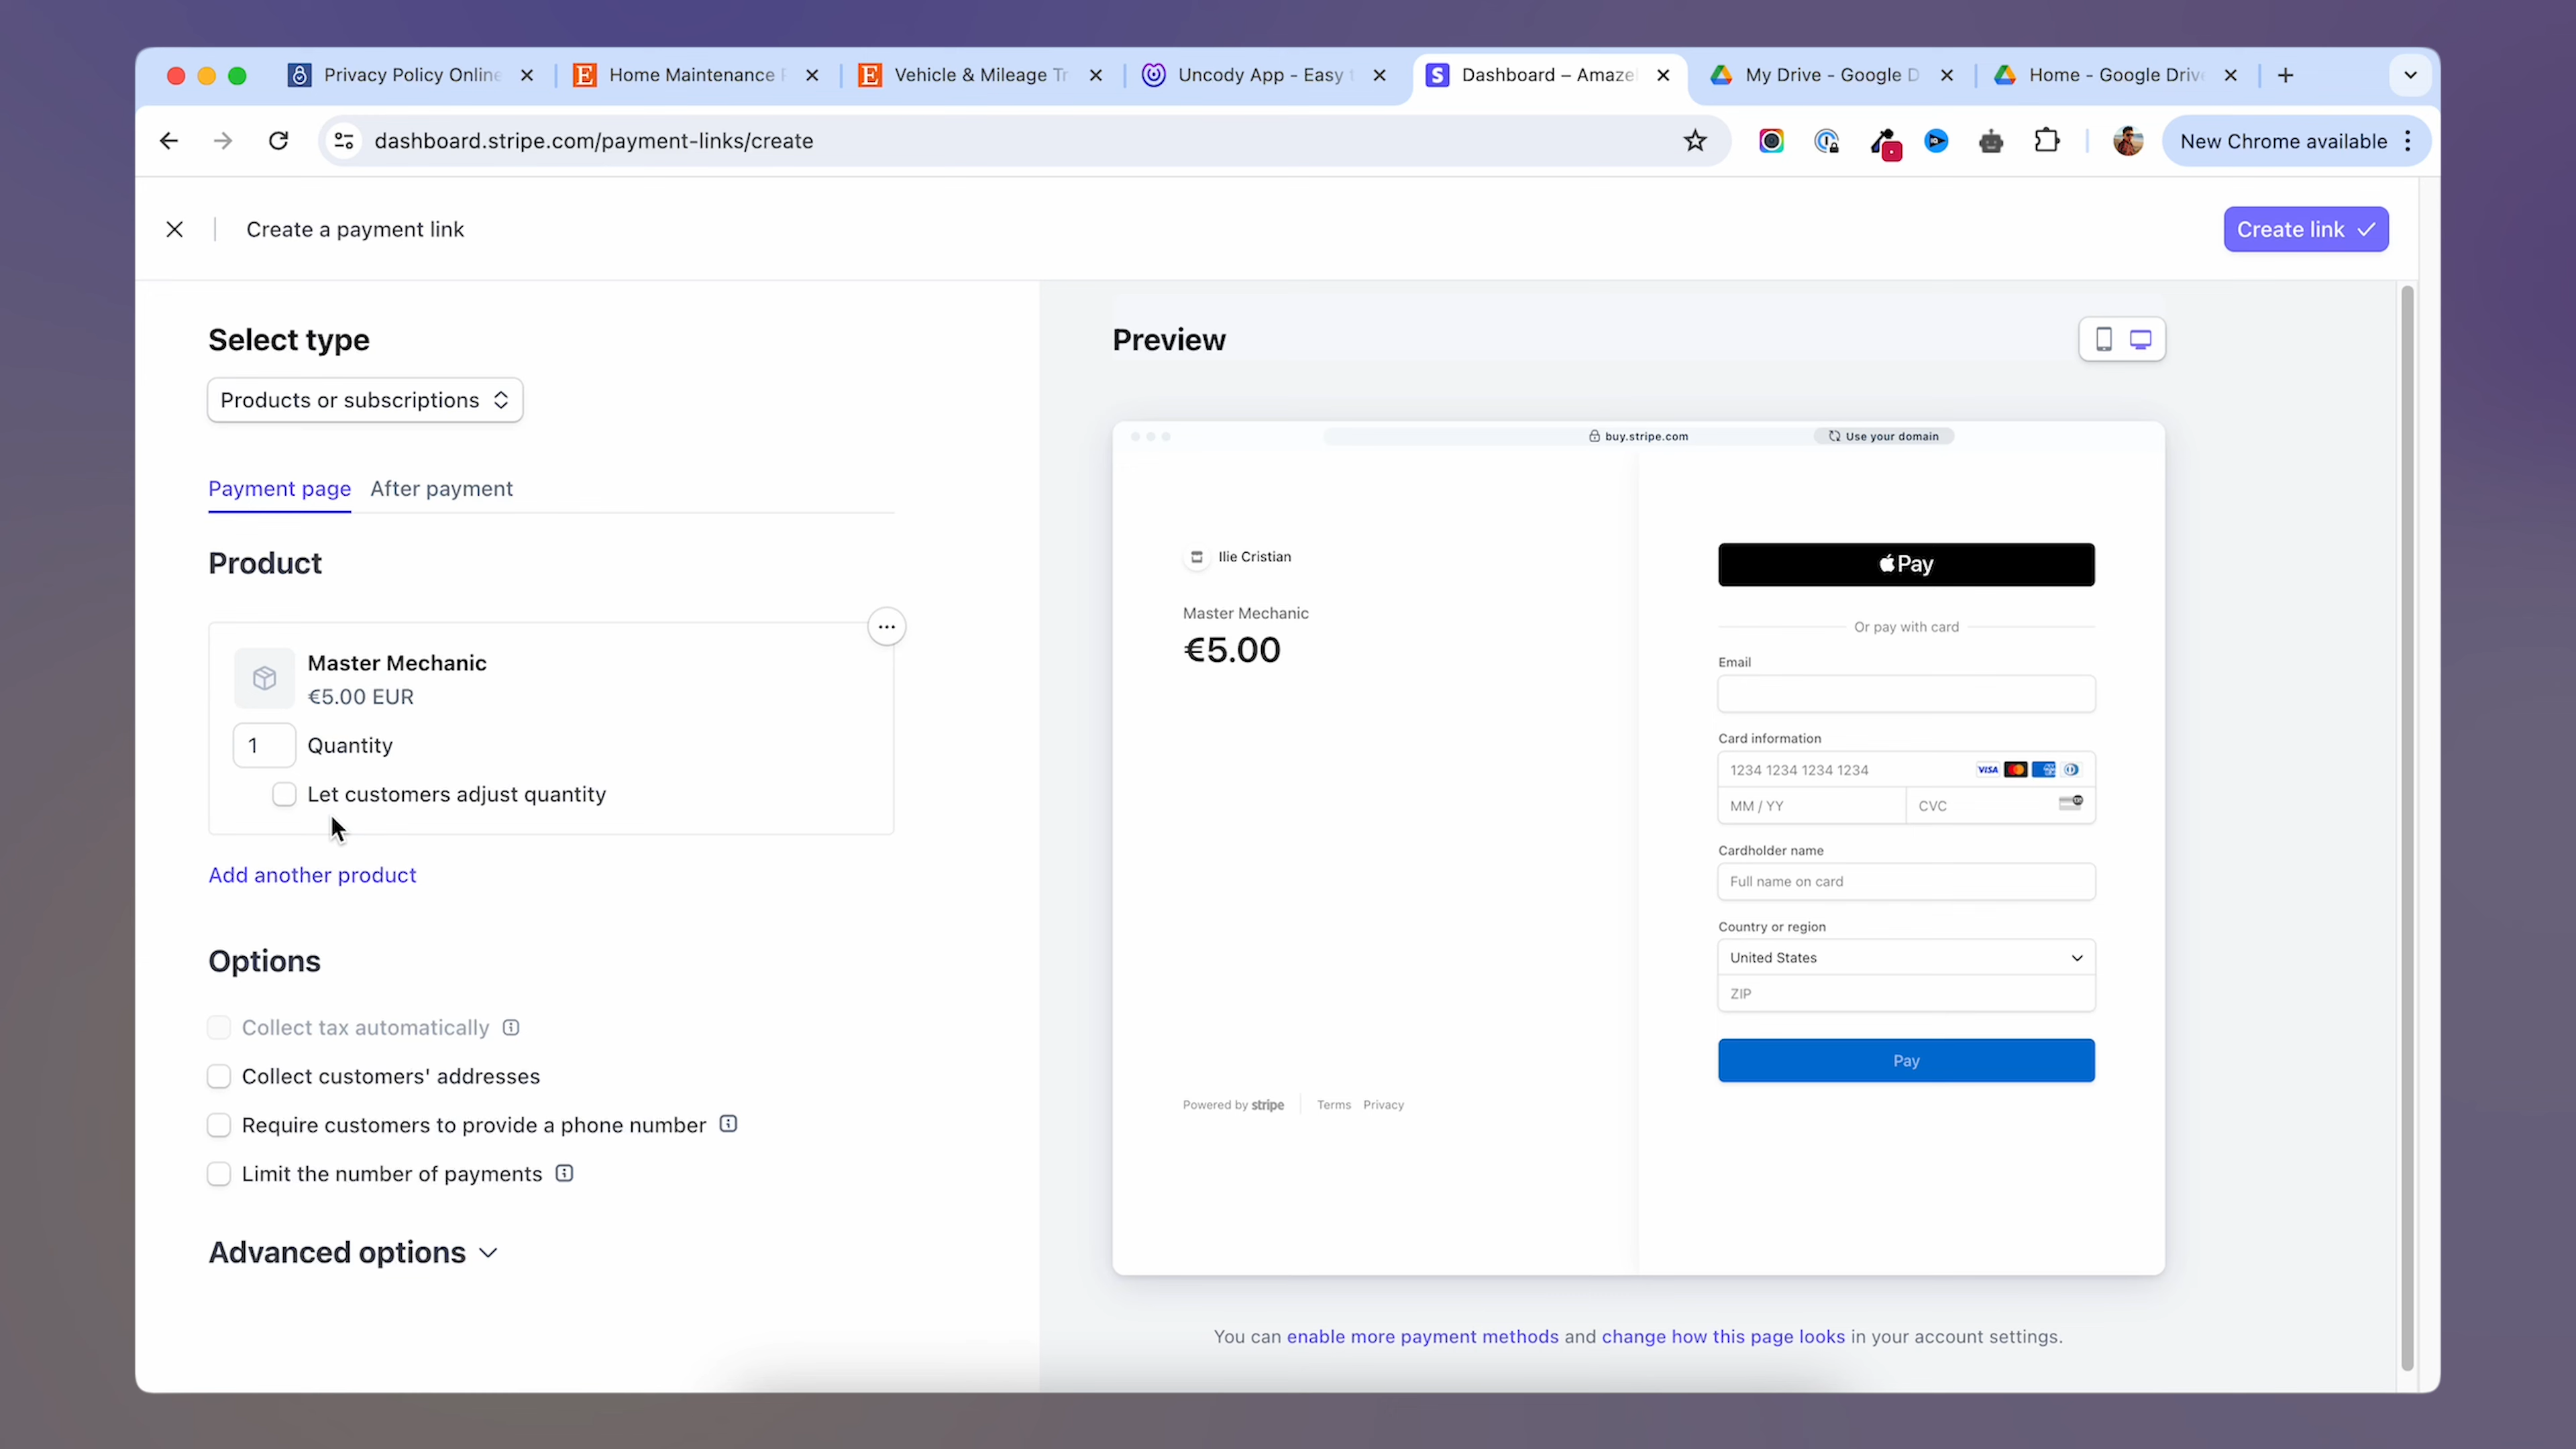 Privacy Policy Online
Home Maintenance P
Vehicle & Mileage Tr
Uncody App - Easy t
Dashboard – Amazel
My Drive - Google D
Home - Google Drive
dashboard.stripe.com/payment-links/create
New Chrome available
Create a payment link
Create link
Select type
Products or subscriptions
Payment page
After payment
Product
Master Mechanic
€5.00 EUR
1
Quantity
Let customers adjust quantity
Add another product
Options
Collect tax automatically
Collect customers' addresses
Require customers to provide a phone number
Limit the number of payments
Advanced options
Preview
buy.stripe.com
Use your domain
Ilie Cristian
Master Mechanic
€5.00
Powered by stripe
Terms
Privacy
Pay
Or pay with card
Email
Card information
1234 1234 1234 1234
VISA
MM / YY
CVC
Cardholder name
Full name on card
Country or region
United States
ZIP
Pay
You can enable more payment methods and change how this page looks in your account settings.